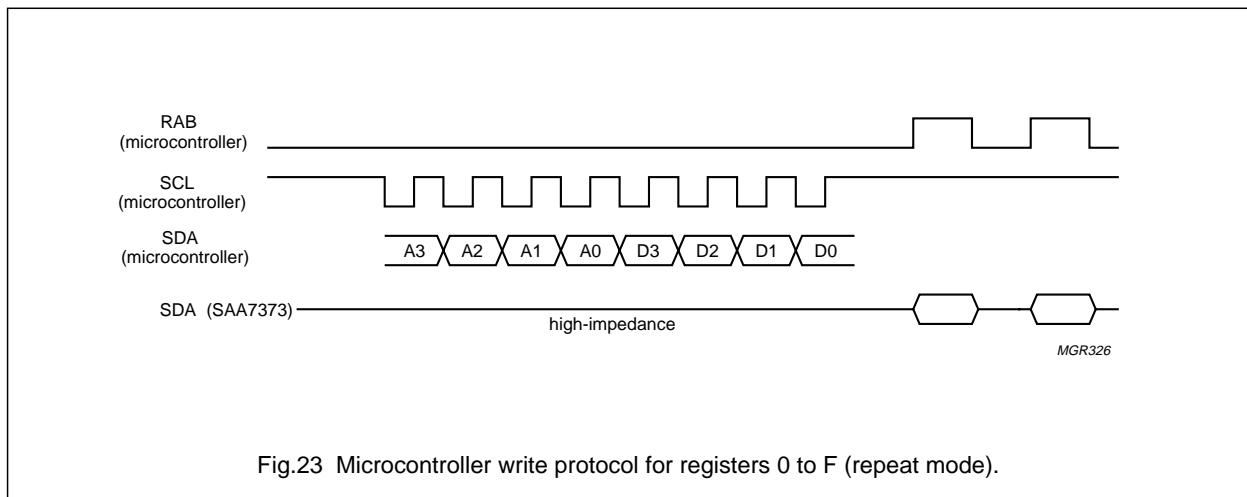 RAB
(microcontroller)
SCL
(microcontroller)
SDA
(microcontroller)
A3 A2 A1 A0 D3 D2 D1 D0
SDA (SAA7373)
high-impedance
MGR326
Fig.23 Microcontroller write protocol for registers 0 to F (repeat mode).